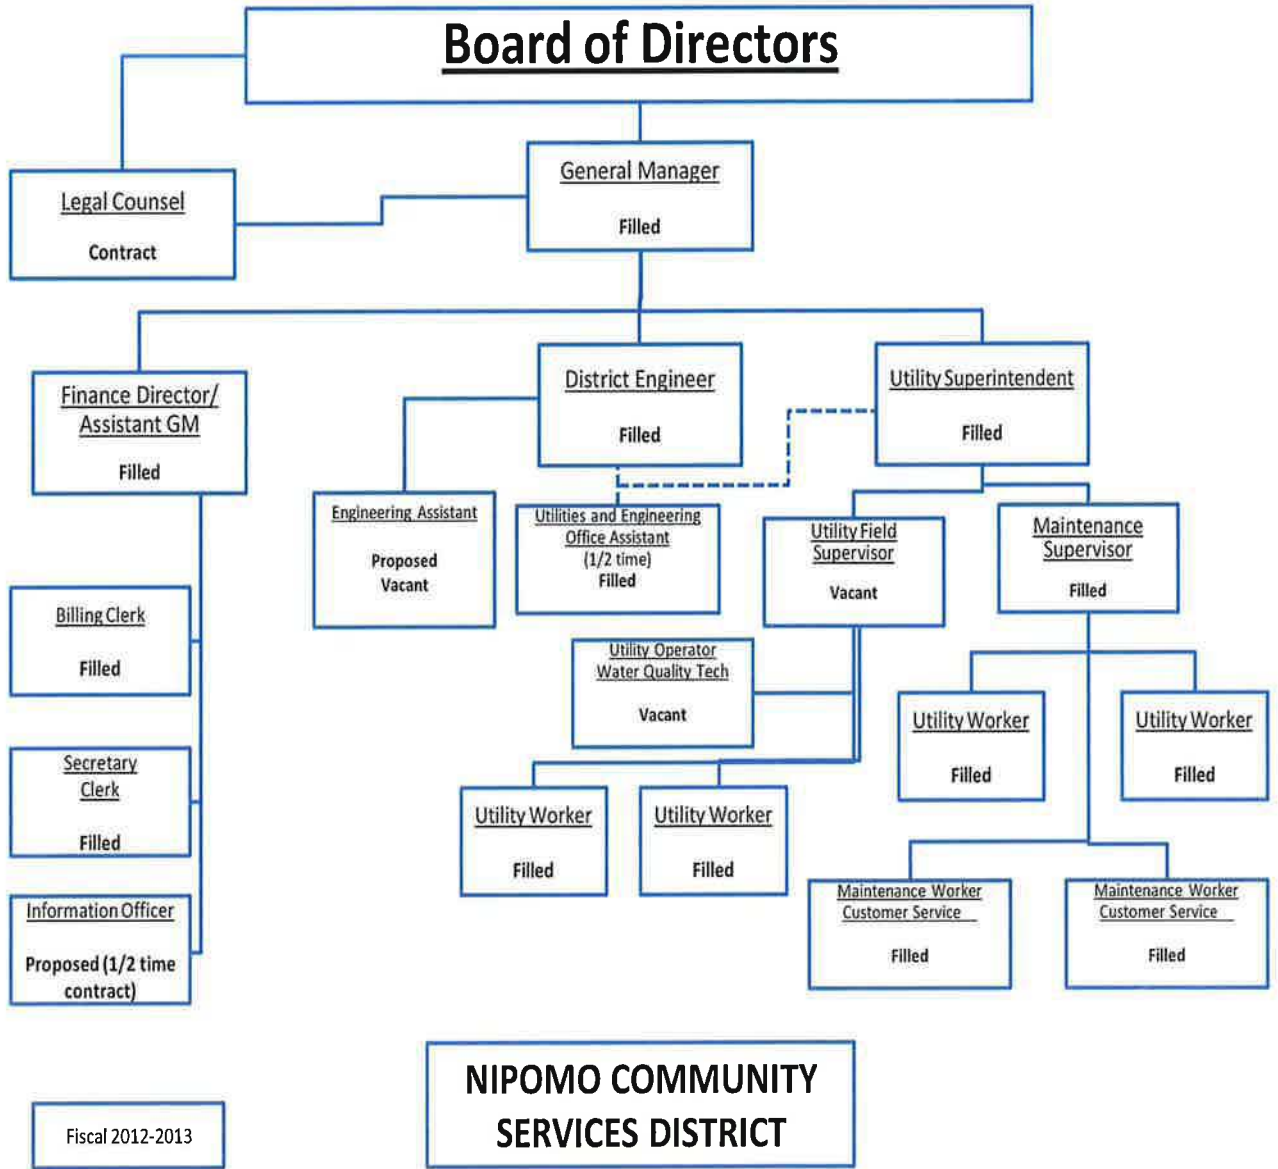 Board of Directors
General Manager
Filled
Legal Counsel
Contract
Finance Director/
Assistant GM
Filled
District Engineer
Filled
Utility Superintendent
Filled
Engineering Assistant
Proposed
Vacant
Utilities and Engineering
Office Assistant
(1/2 time)
Filled
Utility Field
Supervisor
Vacant
Maintenance
Supervisor
Filled
Billing Clerk
Filled
Utility Operator
Water Quality Tech
Vacant
Utility Worker
Filled
Utility Worker
Filled
Secretary
Clerk
Filled
Utility Worker
Filled
Utility Worker
Filled
Information Officer
Proposed (1/2 time
contract)
Maintenance Worker
Customer Service
Filled
Maintenance Worker
Customer Service
Filled
NIPOMO COMMUNITY
SERVICES DISTRICT
Fiscal 2012-2013